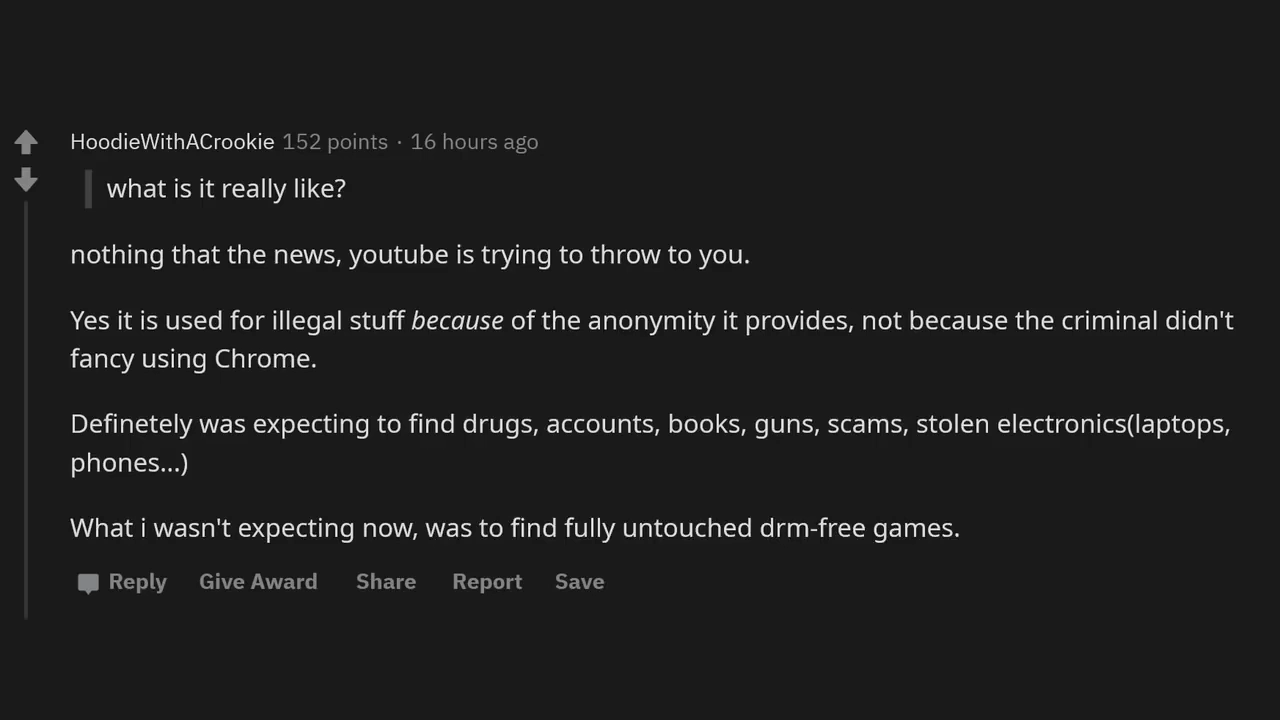 HoodieWithACrookie 152 points · 16 hours ago
what is it really like?
nothing that the news, youtube is trying to throw to you.
Yes it is used for illegal stuff because of the anonymity it provides, not because the criminal didn't
fancy using Chrome.
Definetely was expecting to find drugs, accounts, books, guns, scams, stolen electronics(laptops,
phones...)
What i wasn't expecting now, was to find fully untouched drm-free games.
Reply Give Award Share Report Save